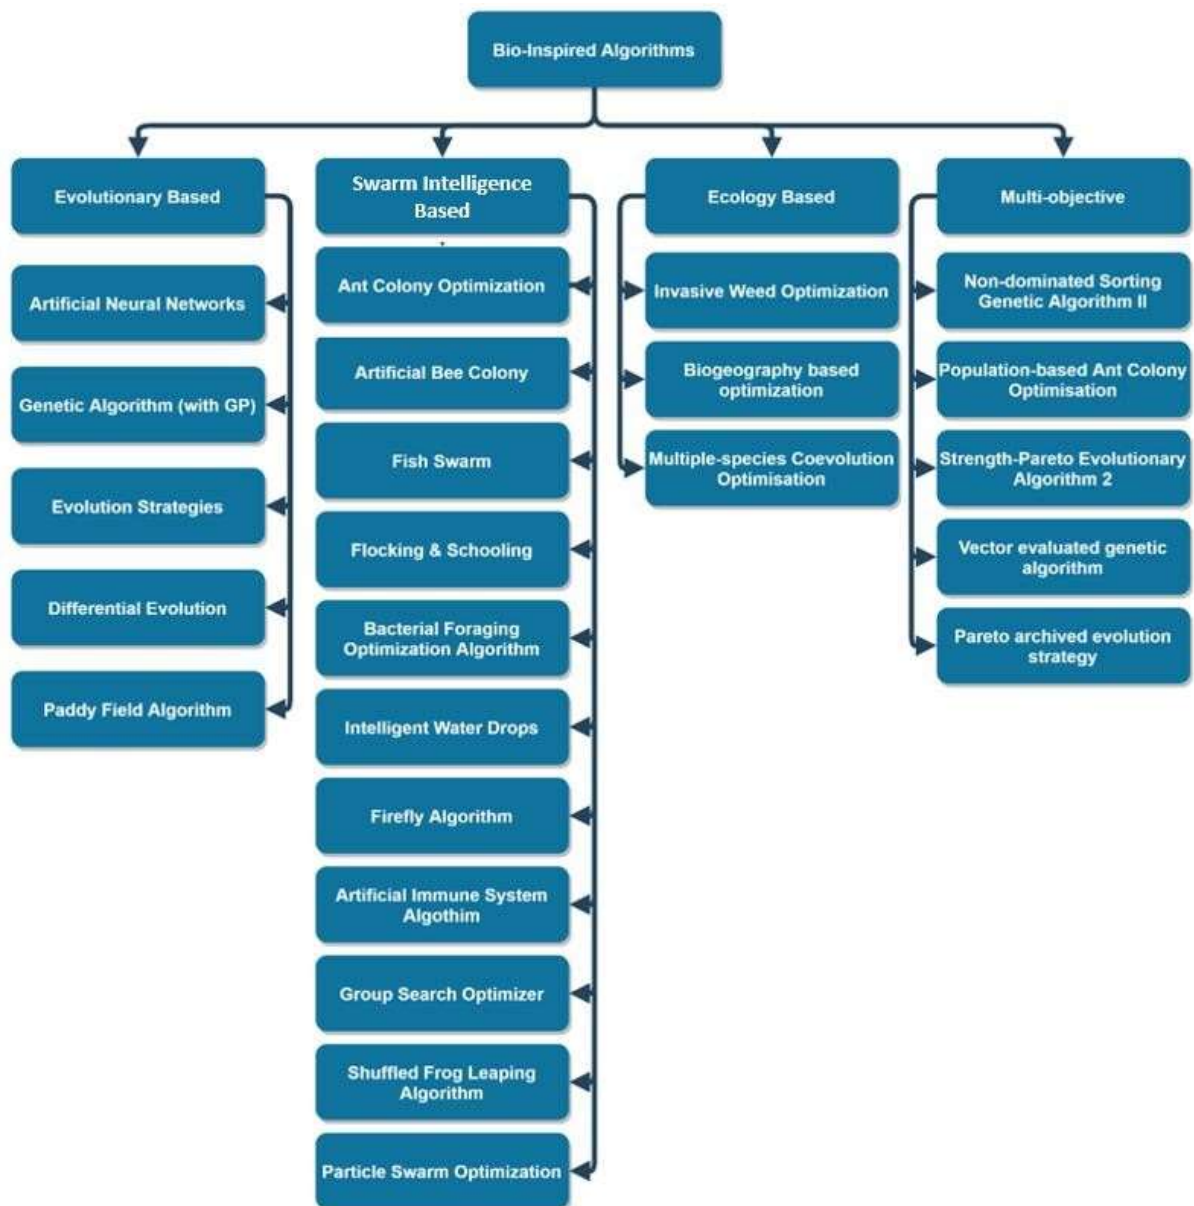 Bio-Inspired Algorithms
Evolutionary Based
Artificial Neural Networks
Genetic Algorithm (with GP)
Evolution Strategies
Differential Evolution
Paddy Field Algorithm
Swarm Intelligence
Based
Ant Colony Optimization
Artificial Bee Colony
Fish Swarm
Flocking & Schooling
Bacterial Foraging
Optimization Algorithm
Intelligent Water Drops
Firefly Algorithm
Artificial Immune System
Algothim
Group Search Optimizer
Shuffled Frog Leaping
Algorithm
Particle Swarm Optimization
Ecology Based
Invasive Weed Optimization
Biogeography based
optimization
Multiple-species Coevolution
Optimisation
Multi-objective
Non-dominated Sorting
Genetic Algorithm II
Population-based Ant Colony
Optimisation
Strength-Pareto Evolutionary
Algorithm 2
Vector evaluated genetic
algorithm
Pareto archived evolution
strategy